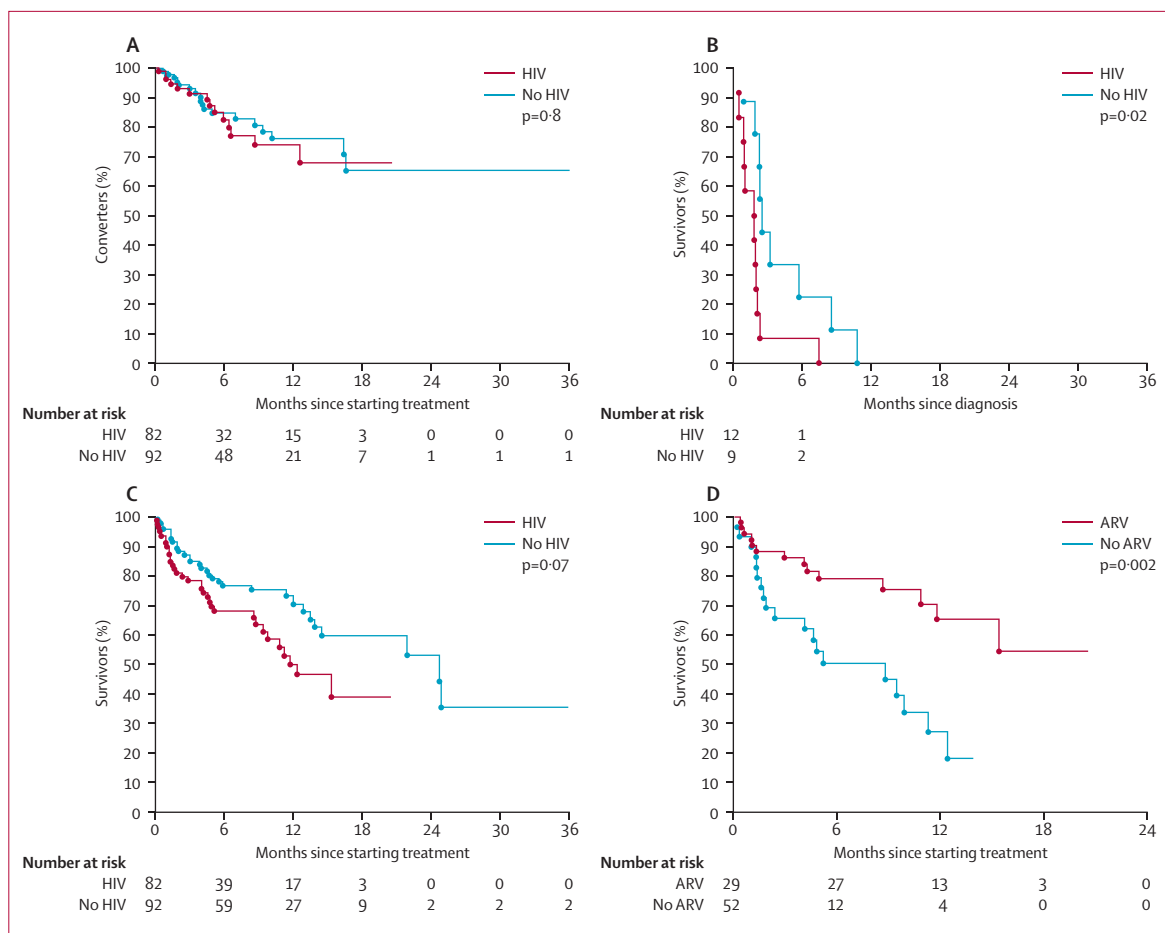 A
100
90
80
70
60
50
40
30
20
10
0
Converters (%)
HIV
No HIV
p=0·8
0 6 12 18 24 30 36
Months since starting treatment
Number at risk
HIV 82 32 15 3 0 0 0
No HIV 92 48 21 7 1 1 1
B
100
90
80
70
60
50
40
30
20
10
0
Survivors (%)
HIV
No HIV
p=0·02
0 6 12 18 24 30 36
Months since diagnosis
Number at risk
HIV 12 1
No HIV 9 2
C
100
90
80
70
60
50
40
30
20
10
0
Survivors (%)
HIV
No HIV
p=0·07
0 6 12 18 24 30 36
Months since starting treatment
Number at risk
HIV 82 39 17 3 0 0 0
No HIV 92 59 27 9 2 2 2
D
100
90
80
70
60
50
40
30
20
10
0
Survivors (%)
ARV
No ARV
p=0·002
0 6 12 18 24
Months since starting treatment
Number at risk
ARV 29 27 13 3 0
No ARV 52 12 4 0 0